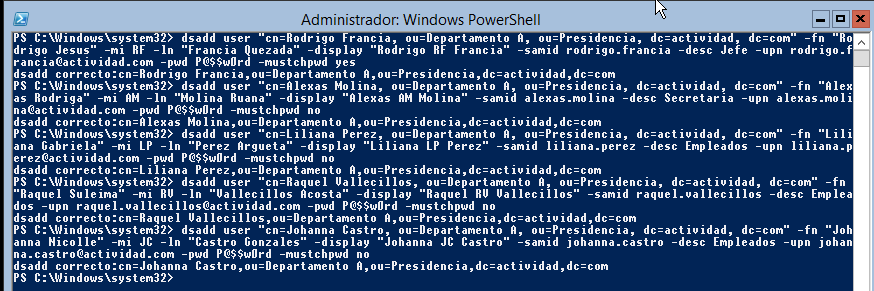 Administrador: Windows PowerShell
PS C:\Windows\system32> dsadd user "cn=Rodrigo Francia, ou=Departamento A, ou=Presidencia, dc=actividad, dc=com" -fn "Ro
drigo Jesus" -mi RF -ln "Francia Quezada" -display "Rodrigo RF Francia" -samid rodrigo.francia -desc Jefe -upn rodrigo.f
rancia@actividad.com -pwd P@$$w0rd -mustchpwd yes
dsadd correcto:cn=Rodrigo Francia,ou=Departamento A,ou=Presidencia,dc=actividad,dc=com
PS C:\Windows\system32> dsadd user "cn=Alexas Molina, ou=Departamento A, ou=Presidencia, dc=actividad, dc=com" -fn "Alex
as Rodriga" -mi AM -ln "Molina Ruana" -display "Alexas AM Molina" -samid alexas.molina -desc Secretaria -upn alexas.moli
na@actividad.com -pwd P@$$w0rd -mustchpwd no
dsadd correcto:cn=Alexas Molina,ou=Departamento A,ou=Presidencia,dc=actividad,dc=com
PS C:\Windows\system32> dsadd user "cn=Liliana Perez, ou=Departamento A, ou=Presidencia, dc=actividad, dc=com" -fn "Lili
ana Gabriela" -mi LP -ln "Perez Argueta" -display "Liliana LP Perez" -samid liliana.perez -desc Empleados -upn liliana.p
erez@actividad.com -pwd P@$$w0rd -mustchpwd no
dsadd correcto:cn=Liliana Perez,ou=Departamento A,ou=Presidencia,dc=actividad,dc=com
PS C:\Windows\system32> dsadd user "cn=Raquel Vallecillos, ou=Departamento A, ou=Presidencia, dc=actividad, dc=com" -fn
"Raquel Suleima" -mi RV -ln "Vallecillos Acosta" -display "Raquel RV Vallecillos" -samid raquel.vallecillos -desc Emplea
dos -upn raquel.vallecillos@actividad.com -pwd P@$$w0rd -mustchpwd no
dsadd correcto:cn=Raquel Vallecillos,ou=Departamento A,ou=Presidencia,dc=actividad,dc=com
PS C:\Windows\system32> dsadd user "cn=Johanna Castro, ou=Departamento A, ou=Presidencia, dc=actividad, dc=com" -fn "Joh
anna Nicolle" -mi JC -ln "Castro Gonzales" -display "Johanna JC Castro" -samid johanna.castro -desc Empleados -upn johan
na.castro@actividad.com -pwd P@$$w0rd -mustchpwd no
dsadd correcto:cn=Johanna Castro,ou=Departamento A,ou=Presidencia,dc=actividad,dc=com
PS C:\Windows\system32>